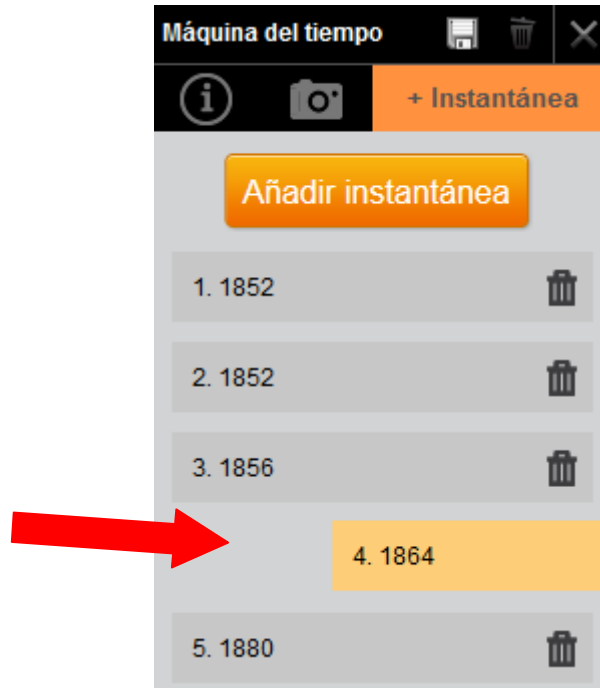 Máquina del tiempo
+ Instantánea
Añadir instantánea
1. 1852
2. 1852
3. 1856
4. 1864
5. 1880